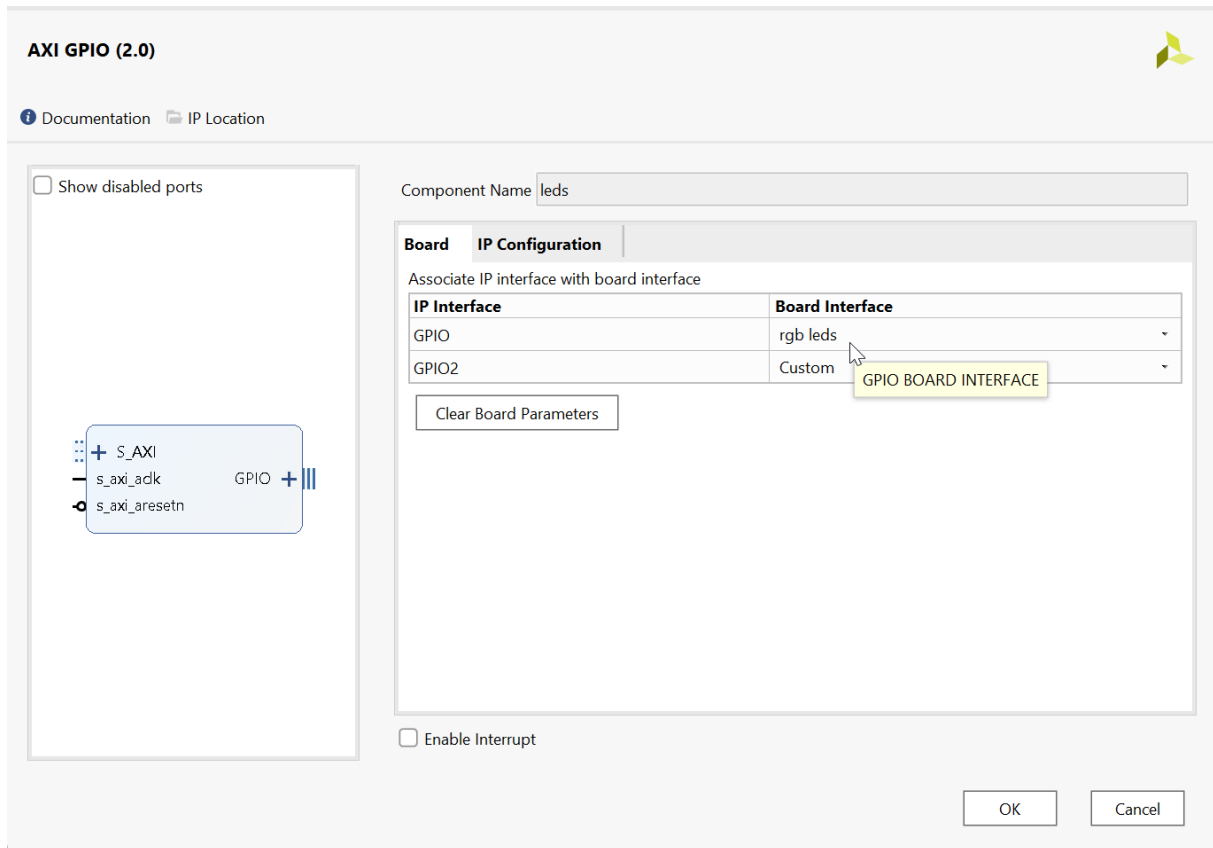 AXI GPIO (2.0)
Documentation IP Location
Show disabled ports
S_AXI
s_axi_aclk
s_axi_aresetn
GPIO
Component Name leds
Board IP Configuration
Associate IP interface with board interface
IP Interface Board Interface
GPIO rgb leds
GPIO2 Custom
GPIO BOARD INTERFACE
Clear Board Parameters
Enable Interrupt
OK Cancel